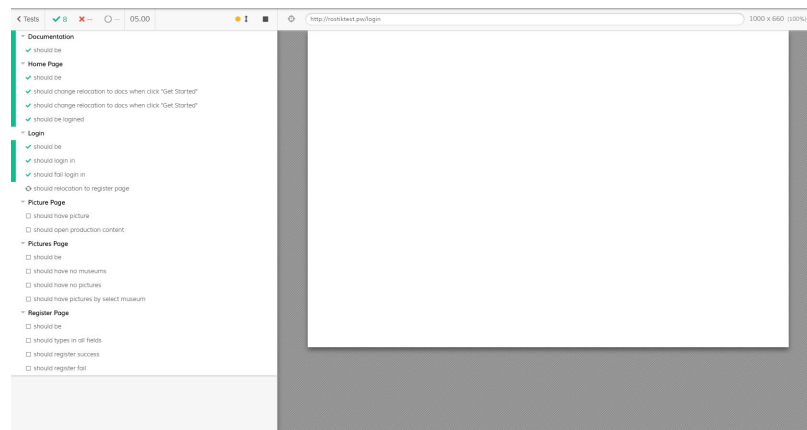 Tests 8 -- -- 05.00 http://rostiktest.pw/login 1000 x 660 (100%)
Documentation
should be
Home Page
should be
should change relocation to docs when click "Get Started"
should change relocation to docs when click "Get Started"
should be logined
Login
should be
should login in
should fail login in
should relocation to register page
Picture Page
should have picture
should open production content
Pictures Page
should be
should have no museums
should have no pictures
should have pictures by select museum
Register Page
should be
should types in all fields
should register success
should register fail